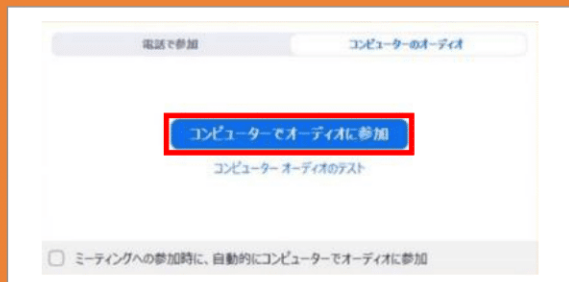 電話で参加
コンピューターのオーディオ
コンピューターでオーディオに参加
コンピューター オーディオのテスト
ミーティングへの参加時に、自動的にコンピューターでオーディオに参加